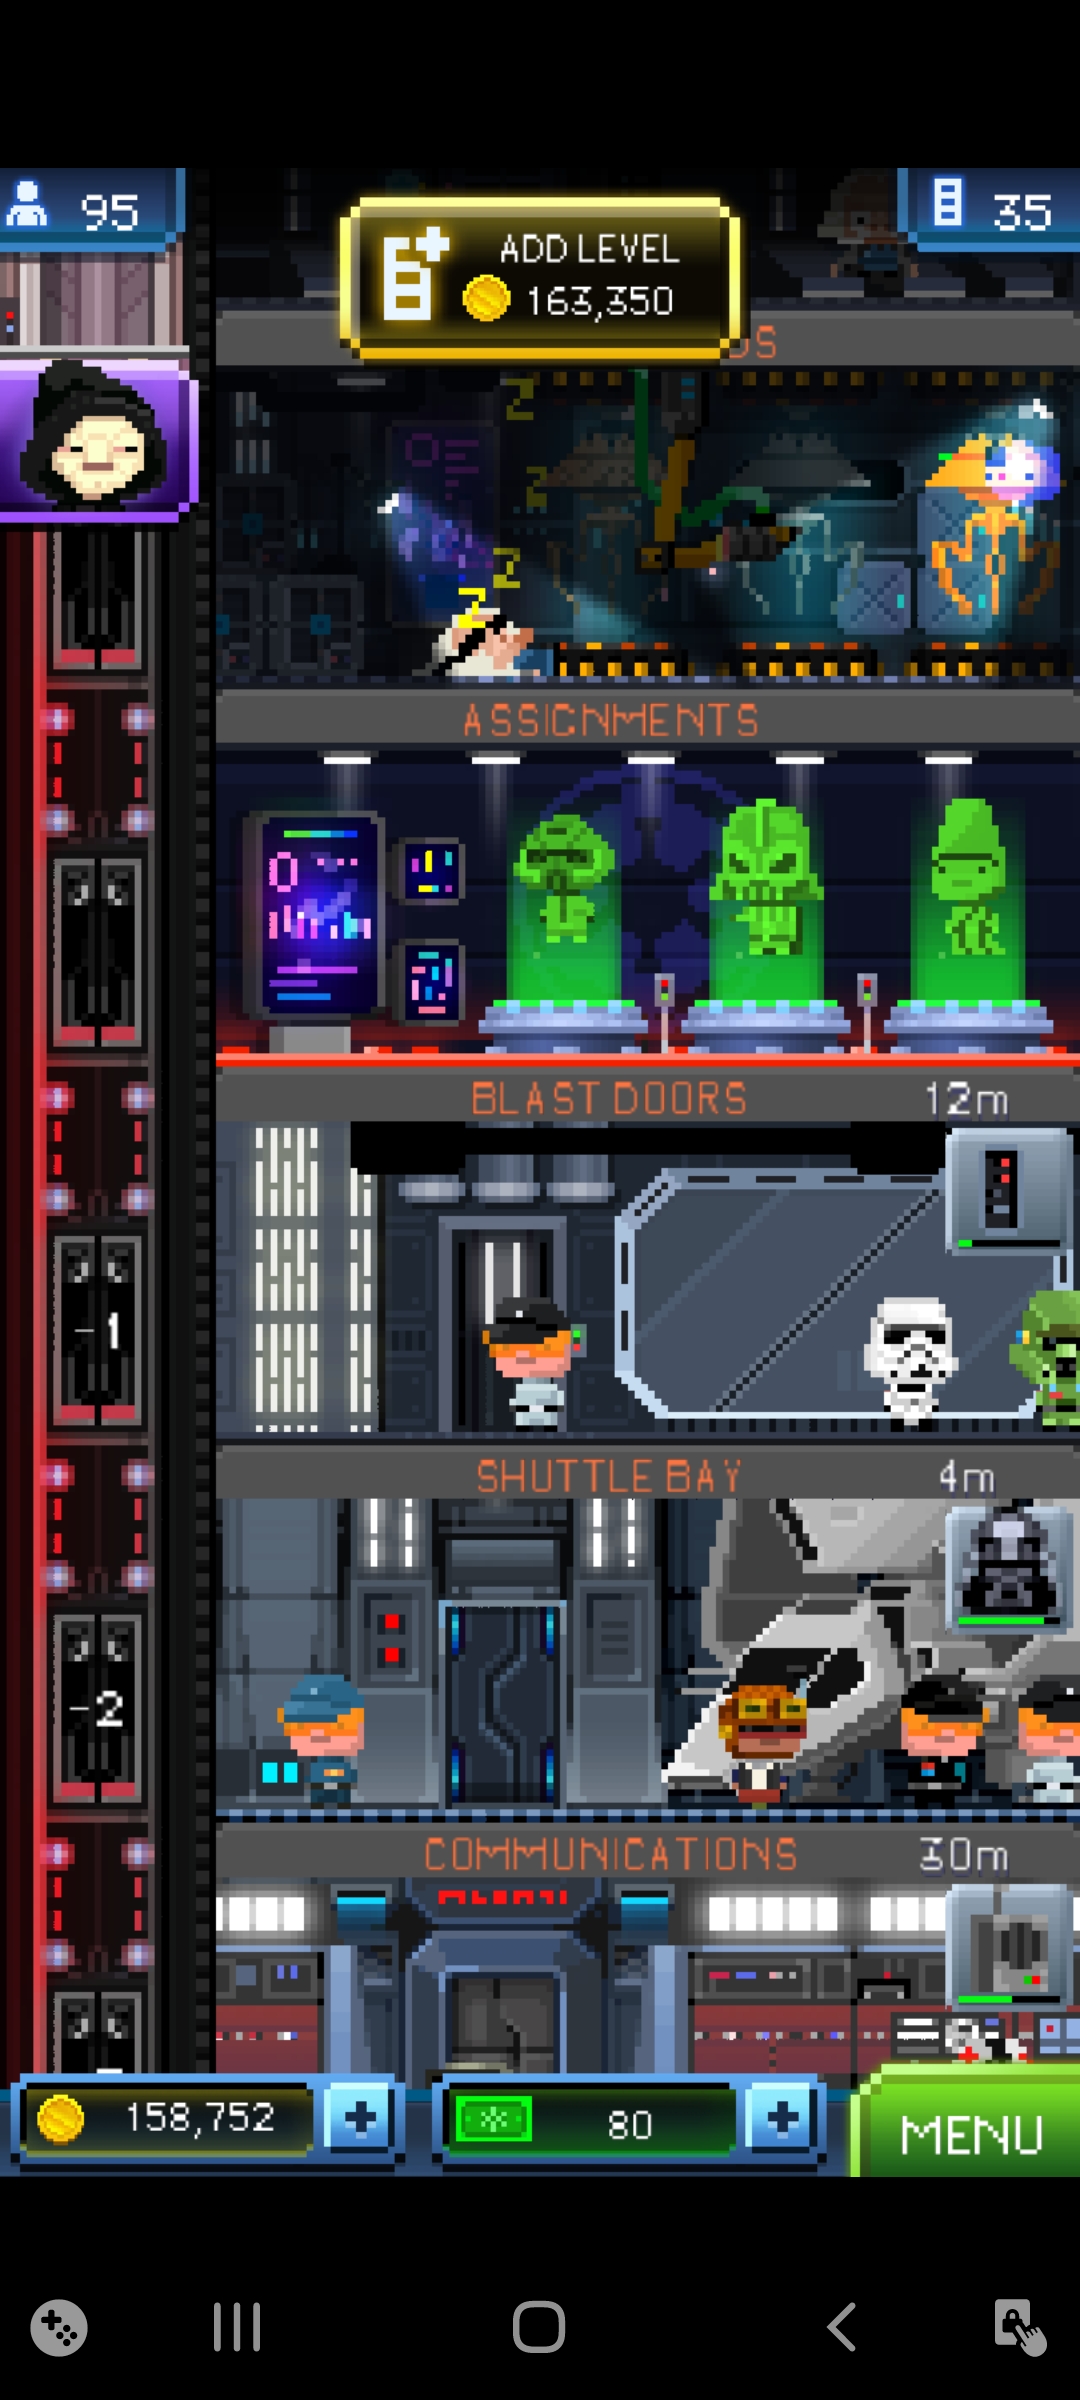 95
ADD LEVEL
163,350
35
DS
Z
Z
Z
Z
ASSIGNMENTS
BLAST DOORS 12m
-1
SHUTTLE BAY 4m
-2
COMMUNICATIONS 30m
158,752
80
MENU